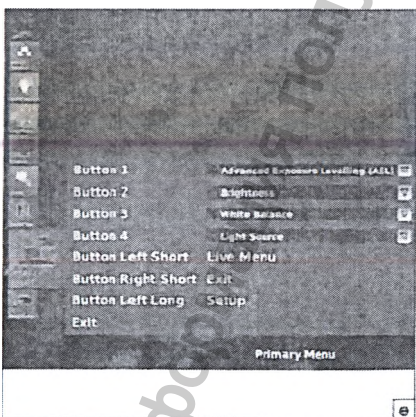 Button 1 Advanced Exposure Levelling (AEL)
Button 2 Brightness
Button 3 White Balance
Button 4 Light Source
Button Left Short Live Menu
Button Right Short Exit
Button Left Long Setup
Exit
Primary Menu